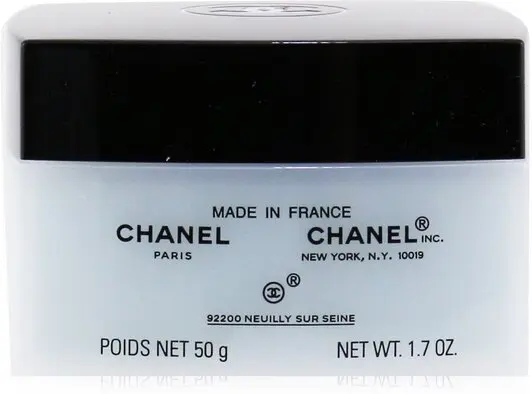 MADE IN FRANCE
CHANEL CHANEL® INC.
PARIS NEW YORK, N.Y. 10019
®
92200 NEUILLY SUR SEINE
POIDS NET 50 g NET WT. 1.7 OZ.